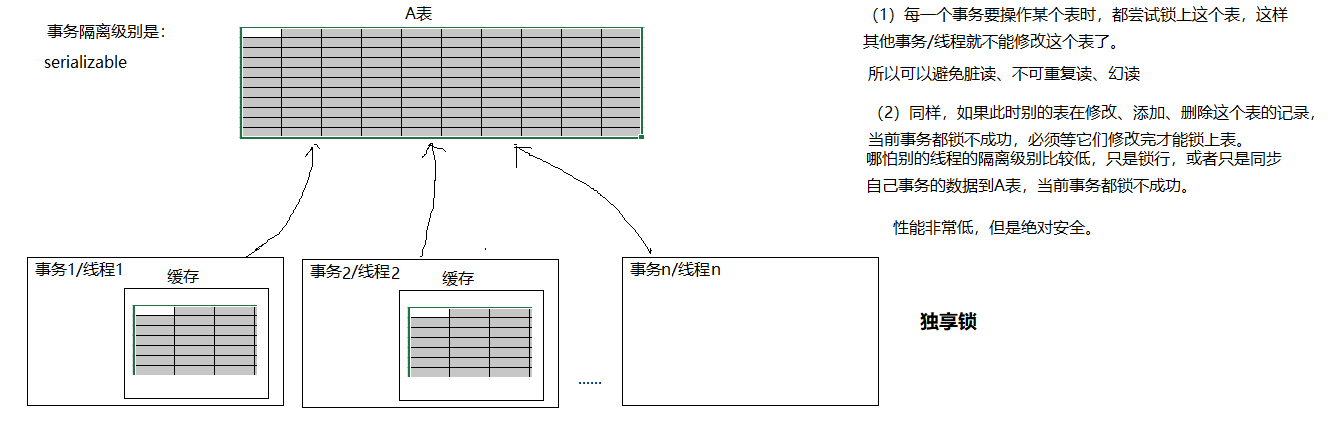 A表
事务隔离级别是：
serializable
（1）每一个事务要操作某个表时，都尝试锁上这个表，这样
其他事务/线程就不能修改这个表了。
所以可以避免脏读、不可重复读、幻读
（2）同样，如果此时别的表在修改、添加、删除这个表的记录，
当前事务都锁不成功，必须等它们修改完才能锁上表。
哪怕别的线程的隔离级别比较低，只是锁行，或者只是同步
自己事务的数据到A表，当前事务都锁不成功。
性能非常低，但是绝对安全。
事务1/线程1
缓存
事务2/线程2
缓存
......
事务n/线程n
独享锁